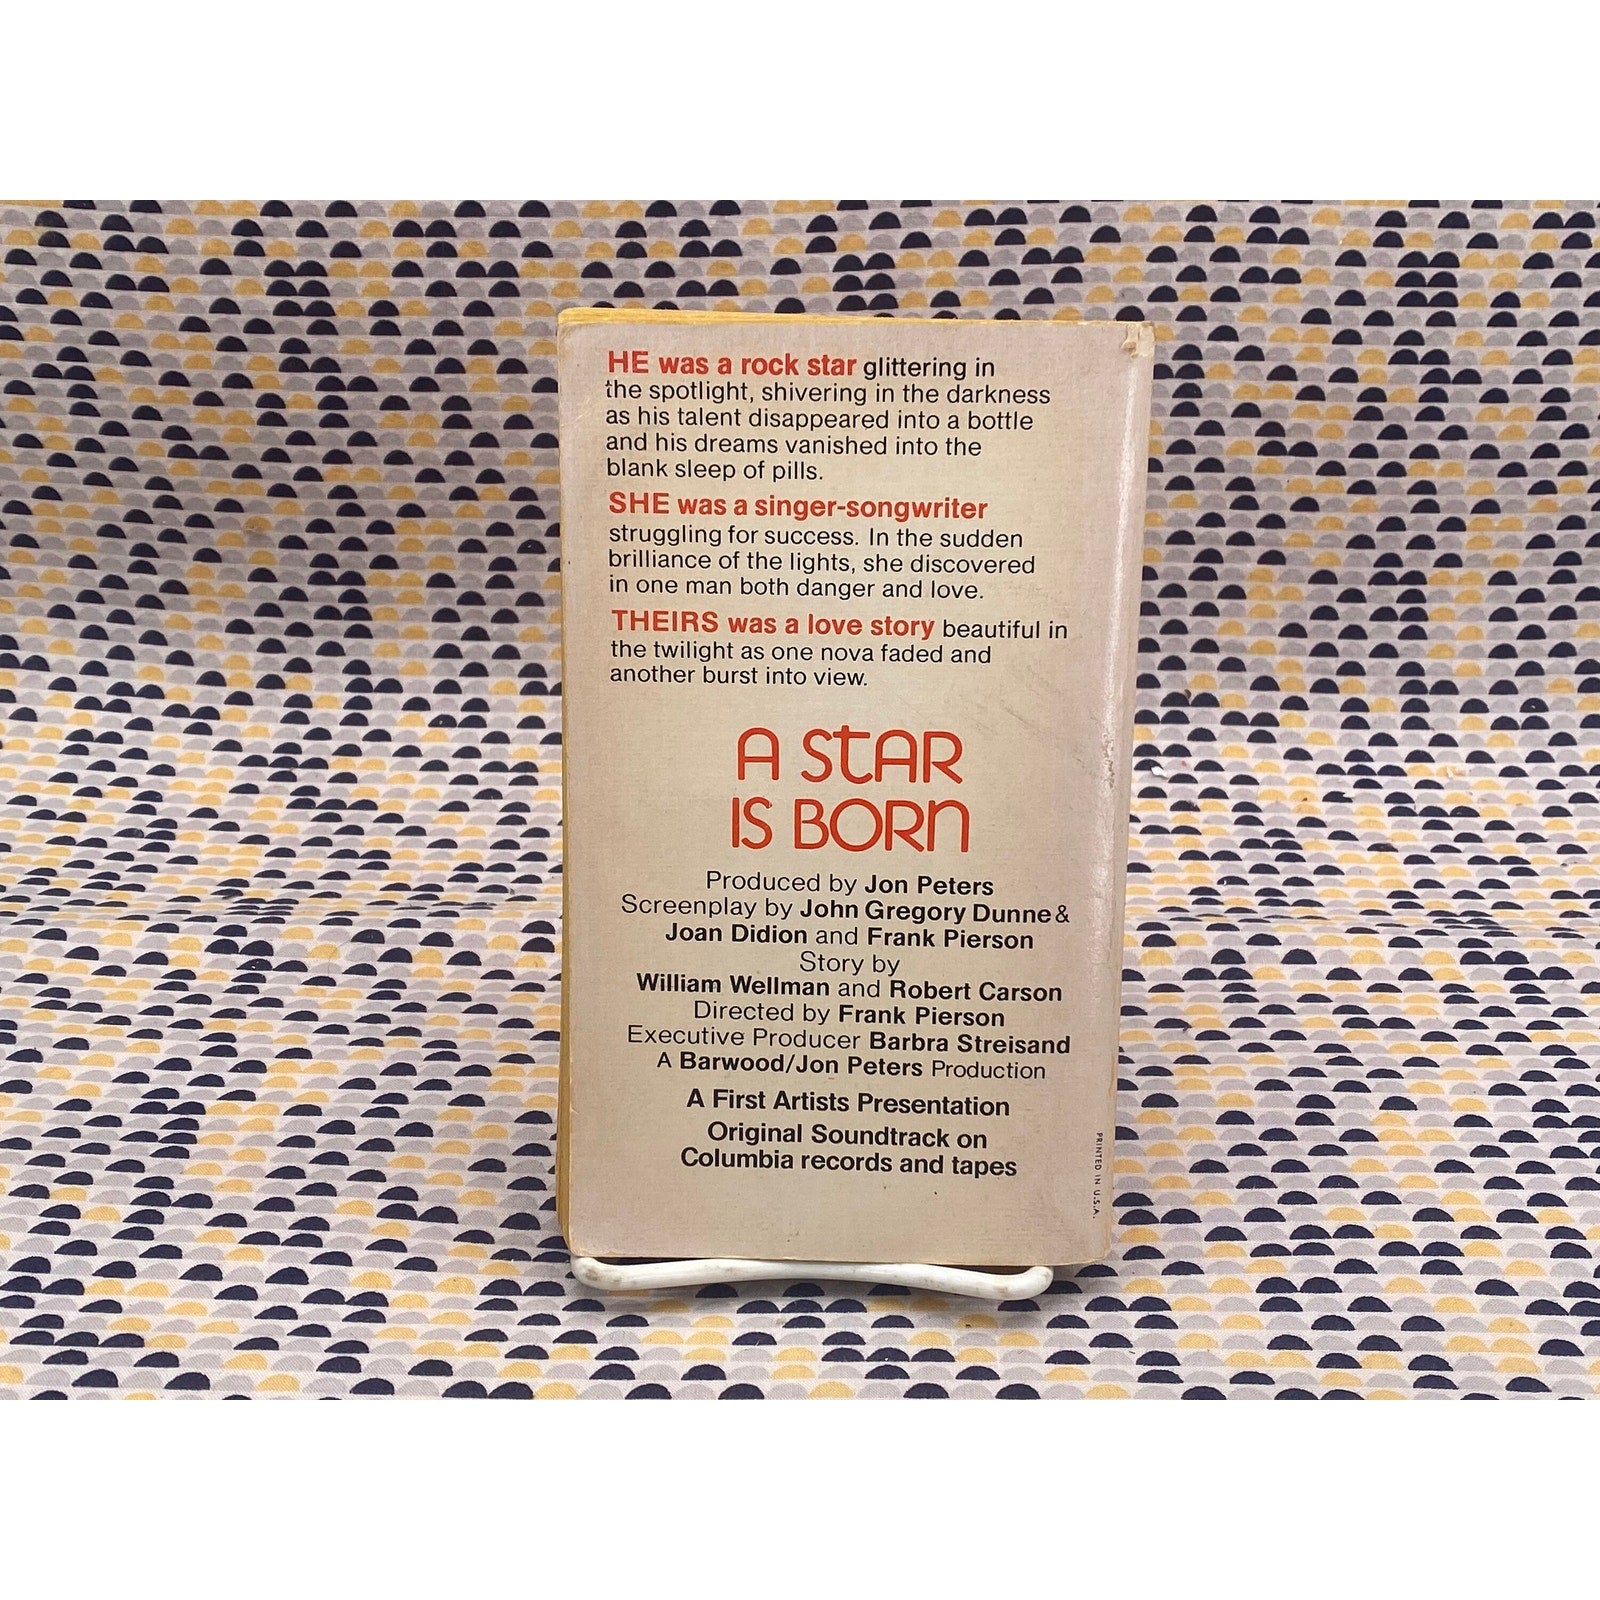 HE was a rock star glittering in
the spotlight, shivering in the darkness
as his talent disappeared into a bottle
and his dreams vanished into the
blank sleep of pills.
SHE was a singer-songwriter
struggling for success. In the sudden
brilliance of the lights, she discovered
in one man both danger and love.
THEIRS was a love story beautiful in
the twilight as one nova faded and
another burst into view.
A STAR
IS BORN
Produced by Jon Peters
Screenplay by John Gregory Dunne &
Joan Didion and Frank Pierson
Story by
William Wellman and Robert Carson
Directed by Frank Pierson
Executive Producer Barbra Streisand
A Barwood/Jon Peters Production
A First Artists Presentation
Original Soundtrack on
Columbia records and tapes
PRINTED IN U.S.A.